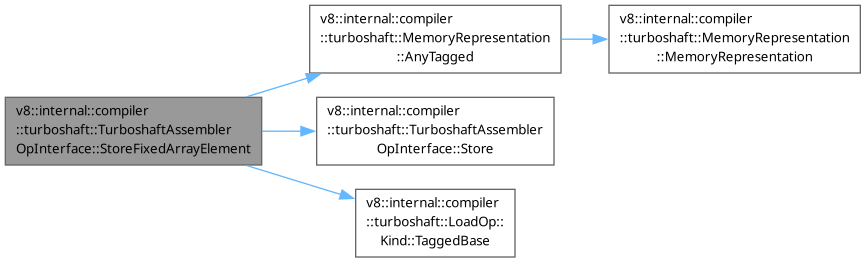 v8::internal::compiler
::turboshaft::TurboshaftAssembler
OpInterface::StoreFixedArrayElement
v8::internal::compiler
::turboshaft::MemoryRepresentation
::AnyTagged
v8::internal::compiler
::turboshaft::MemoryRepresentation
::MemoryRepresentation
v8::internal::compiler
::turboshaft::TurboshaftAssembler
OpInterface::Store
v8::internal::compiler
::turboshaft::LoadOp::
Kind::TaggedBase